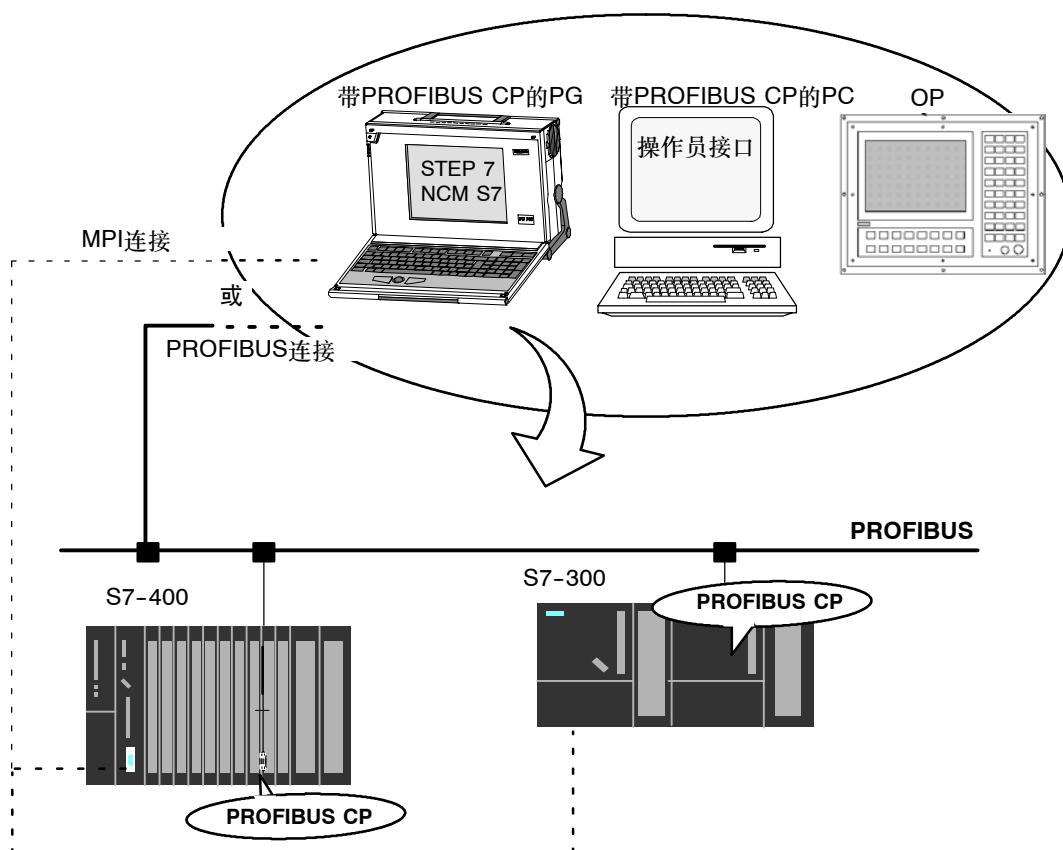 带PROFIBUS CP的PG
带PROFIBUS CP的PC
OP
STEP 7
NCM S7
操作员接口
MPI连接
或
PROFIBUS连接
PROFIBUS
S7-400
S7-300
PROFIBUS CP
PROFIBUS CP